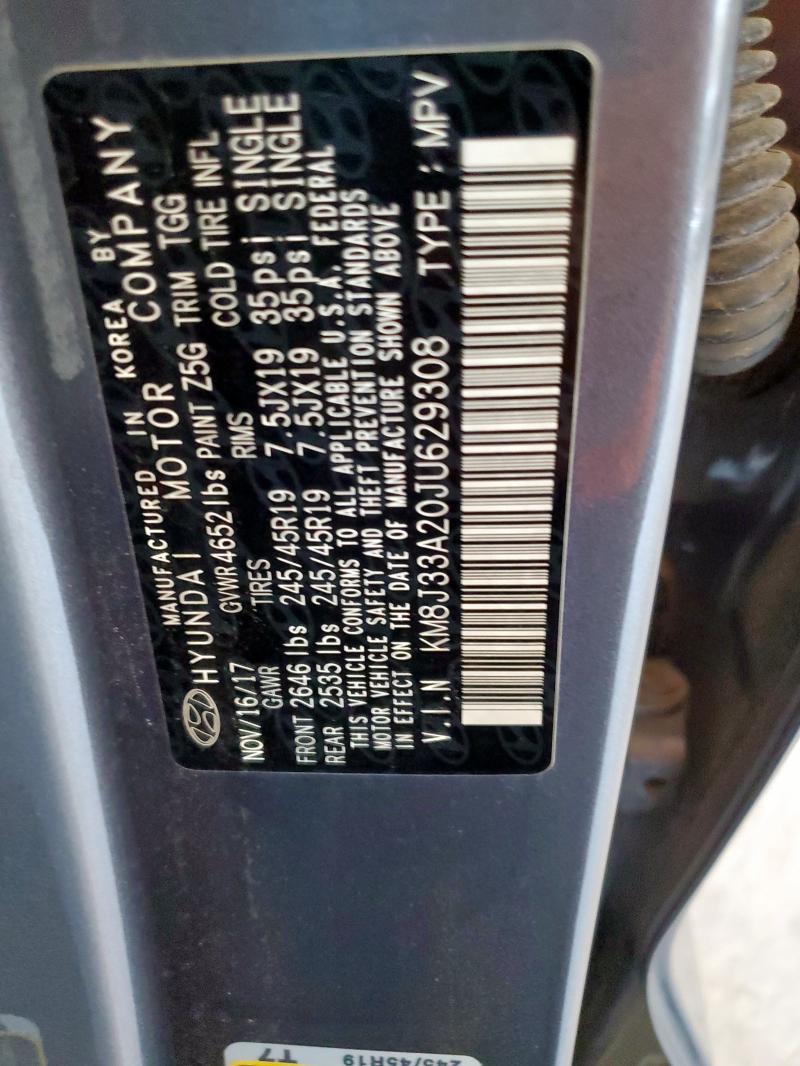 MANUFACTURED IN KOREA BY
HYUNDAI MOTOR COMPANY
NOV/16/17 GVWR 4652 lbs PAINT Z5G TRIM TGG
GAWR TIRES RIMS COLD TIRE INFL
FRONT 2646 lbs 245/45R19 7.5JX19 35psi SINGLE
REAR 2535 lbs 245/45R19 7.5JX19 35psi SINGLE
THIS VEHICLE CONFORMS TO ALL APPLICABLE U.S.A. FEDERAL
MOTOR VEHICLE SAFETY AND THEFT PREVENTION STANDARDS
IN EFFECT ON THE DATE OF MANUFACTURE SHOWN ABOVE
V.I.N KM8J33A20JU629308 TYPE : MPV
T7
245/45R19